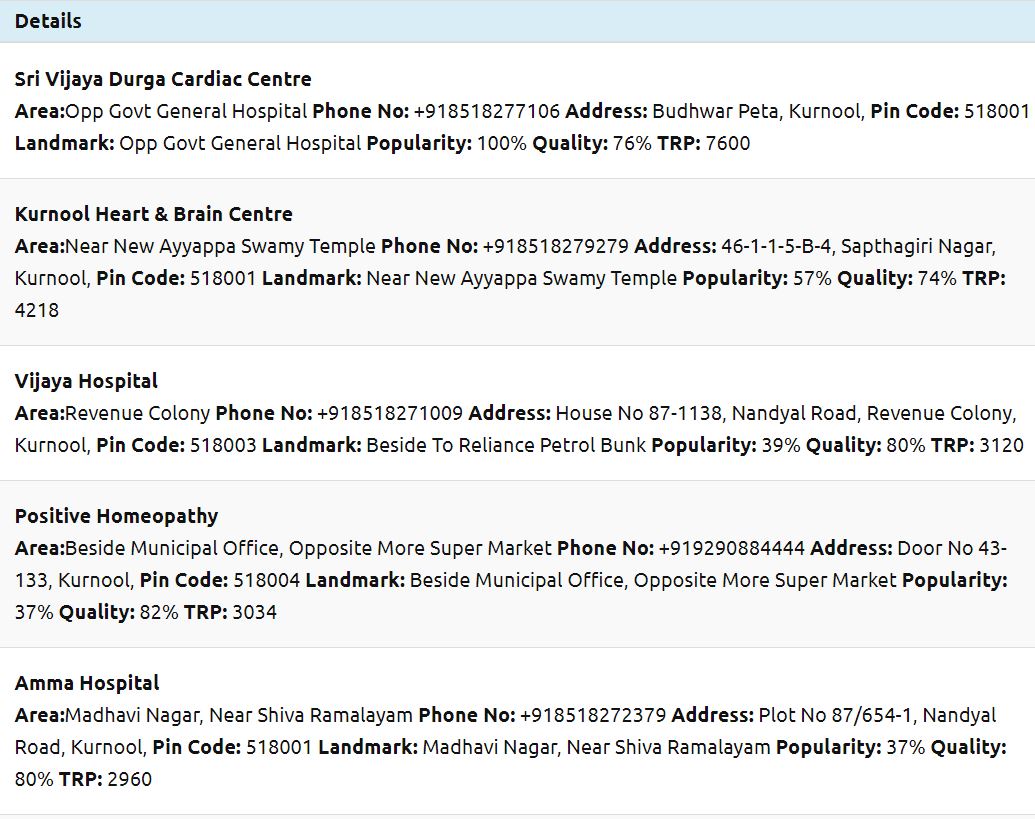 Details
Sri Vijaya Durga Cardiac Centre
Area:Opp Govt General Hospital Phone No: +918518277106 Address: Budhwar Peta, Kurnool, Pin Code: 518001
Landmark: Opp Govt General Hospital Popularity: 100% Quality: 76% TRP: 7600
Kurnool Heart & Brain Centre
Area:Near New Ayyappa Swamy Temple Phone No: +918518279279 Address: 46-1-1-5-B-4, Sapthagiri Nagar,
Kurnool, Pin Code: 518001 Landmark: Near New Ayyappa Swamy Temple Popularity: 57% Quality: 74% TRP:
4218
Vijaya Hospital
Area:Revenue Colony Phone No: +918518271009 Address: House No 87-1138, Nandyal Road, Revenue Colony,
Kurnool, Pin Code: 518003 Landmark: Beside To Reliance Petrol Bunk Popularity: 39% Quality: 80% TRP: 3120
Positive Homeopathy
Area:Beside Municipal Office, Opposite More Super Market Phone No: +919290884444 Address: Door No 43-
133, Kurnool, Pin Code: 518004 Landmark: Beside Municipal Office, Opposite More Super Market Popularity:
37% Quality: 82% TRP: 3034
Amma Hospital
Area:Madhavi Nagar, Near Shiva Ramalayam Phone No: +918518272379 Address: Plot No 87/654-1, Nandyal
Road, Kurnool, Pin Code: 518001 Landmark: Madhavi Nagar, Near Shiva Ramalayam Popularity: 37% Quality:
80% TRP: 2960